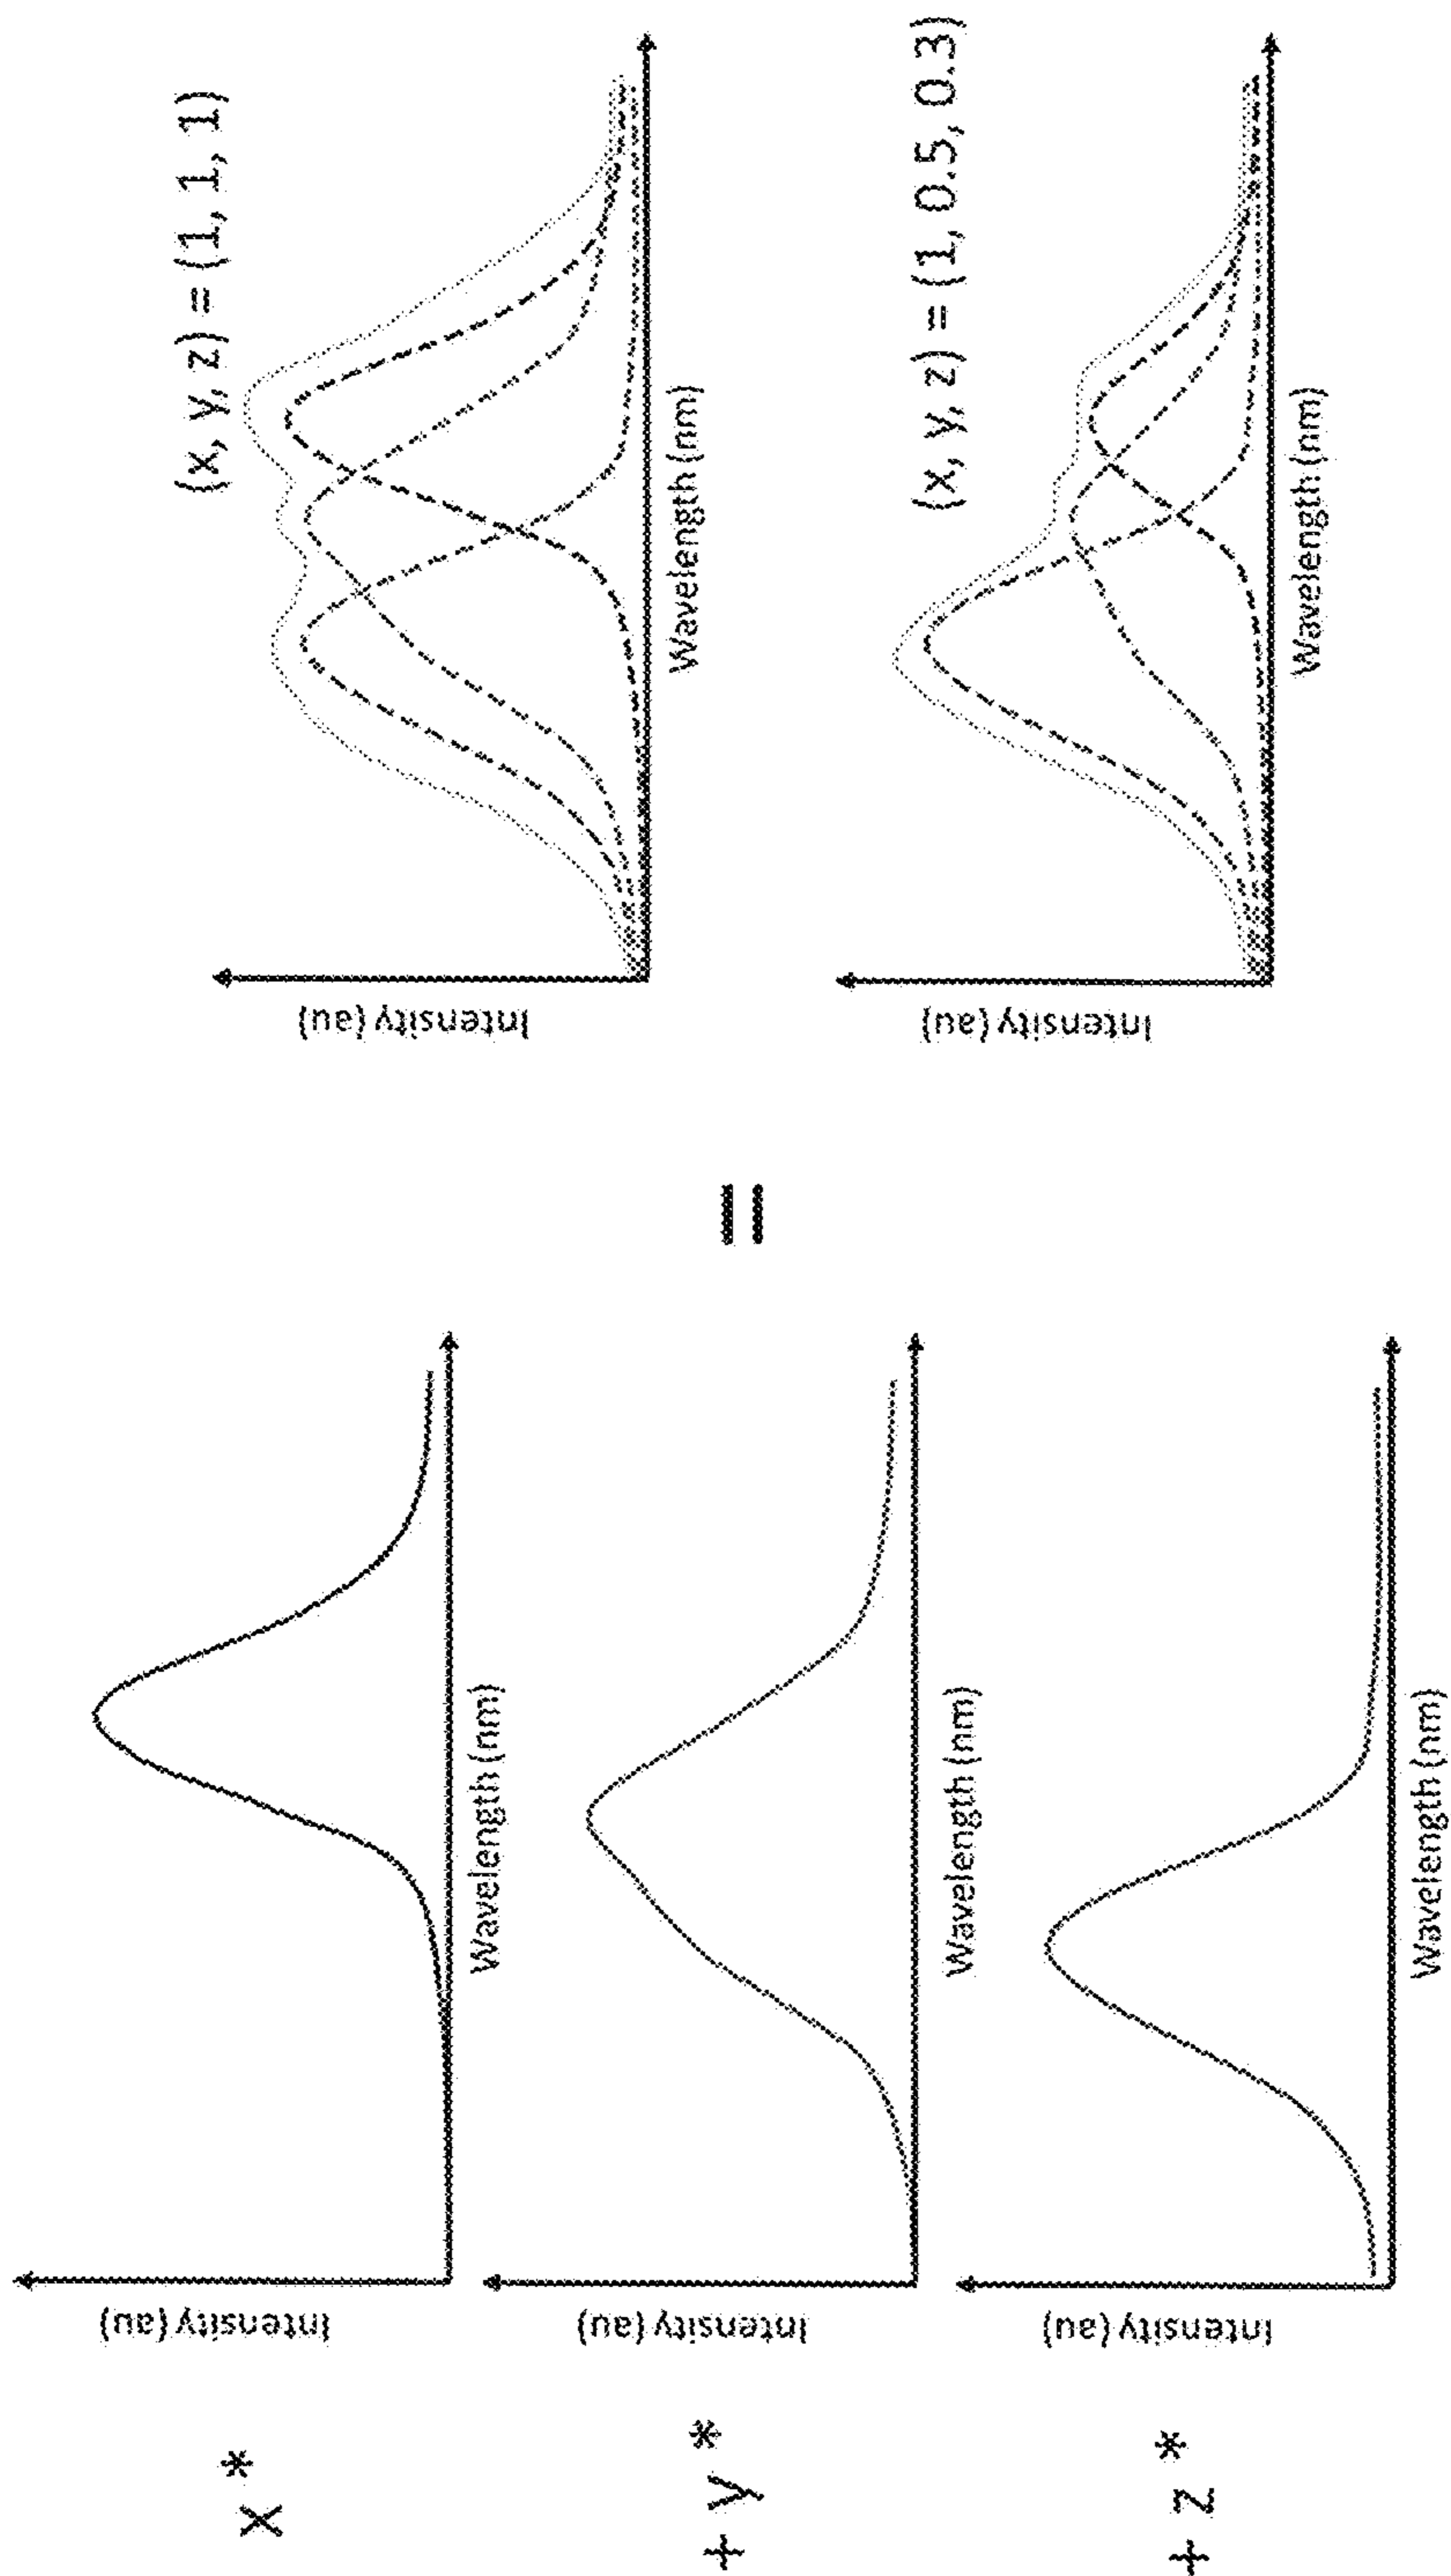 x *
Intensity (au)
Wavelength (nm)
+ y *
Intensity (au)
Wavelength (nm)
+ z *
Intensity (au)
Wavelength (nm)
=
(x, y, z) = (1, 1, 1)
Intensity (au)
Wavelength (nm)
(x, y, z) = (1, 0.5, 0.3)
Intensity (au)
Wavelength (nm)